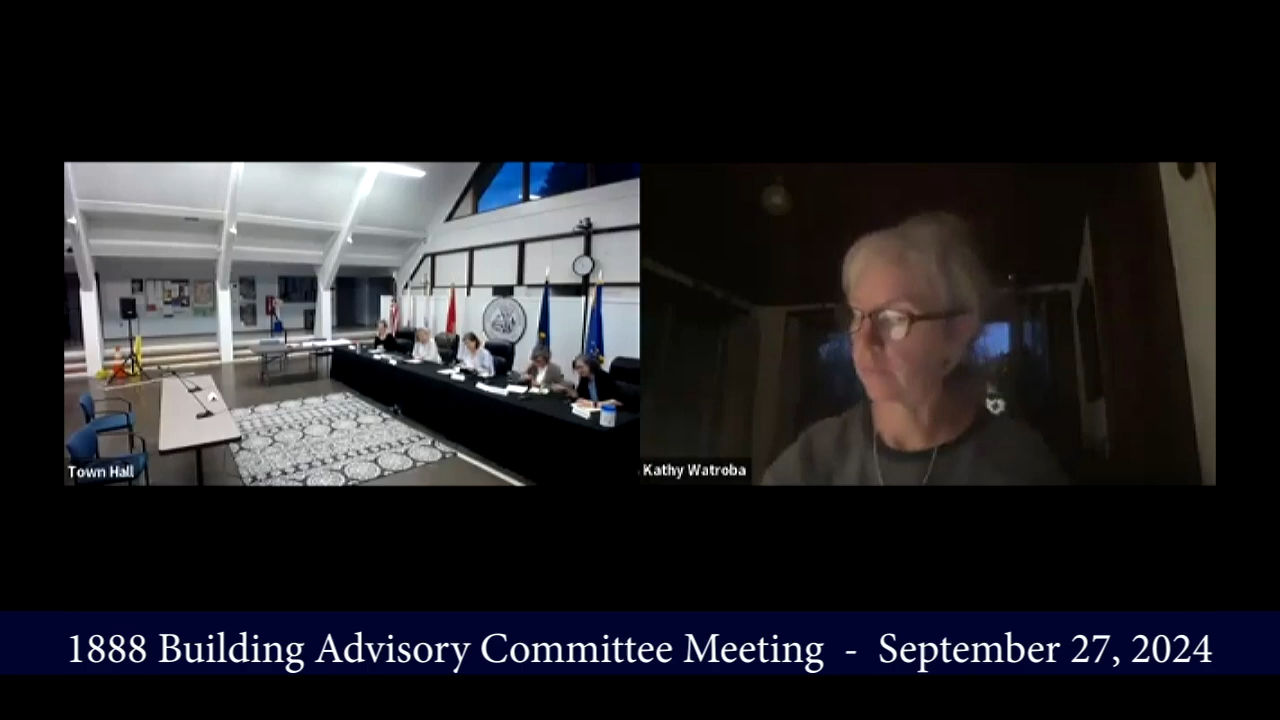 Town Hall
Kathy Watroba
1888 Building Advisory Committee Meeting - September 27, 2024